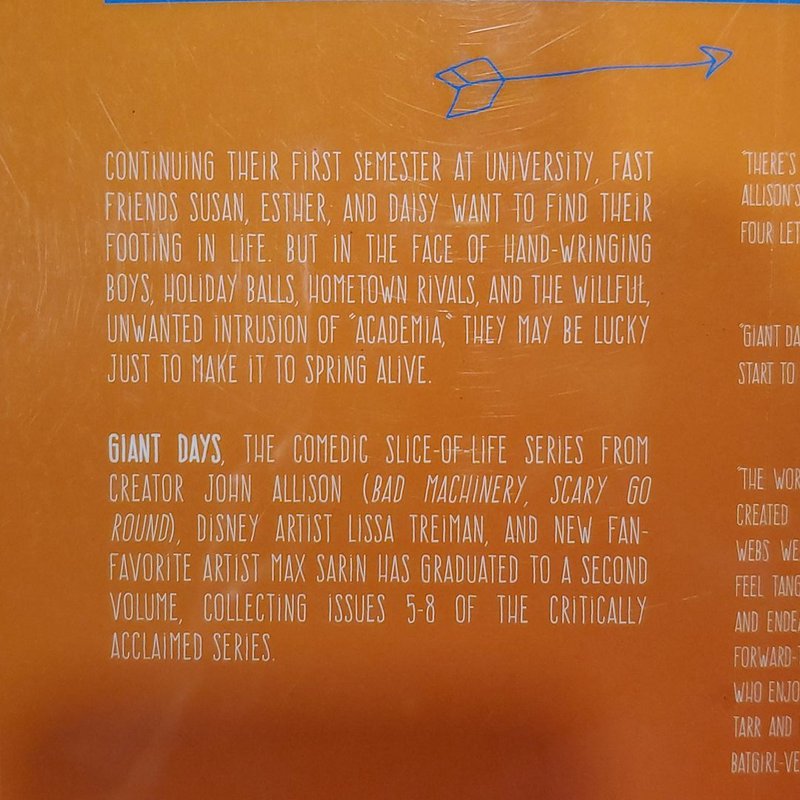 CONTINUING THEIR FIRST SEMESTER AT UNIVERSITY, FAST
FRIENDS SUSAN, ESTHER, AND DAISY WANT TO FIND THEIR
FOOTING IN LIFE. BUT IN THE FACE OF HAND-WRINGING
BOYS, HOLIDAY BALLS, HOMETOWN RIVALS, AND THE WILLFUL,
UNWANTED INTRUSION OF "ACADEMIA," THEY MAY BE LUCKY
JUST TO MAKE IT TO SPRING ALIVE.
GIANT DAYS, THE COMEDIC SLICE-OF-LIFE SERIES FROM
CREATOR JOHN ALLISON (BAD MACHINERY, SCARY GO
ROUND), DISNEY ARTIST LISSA TREIMAN, AND NEW FAN-
FAVORITE ARTIST MAX SARIN HAS GRADUATED TO A SECOND
VOLUME, COLLECTING ISSUES 5-8 OF THE CRITICALLY
ACCLAIMED SERIES.
"THERE'S
ALLISON'S
FOUR LET
"GIANT DA
START TO
"THE WOR
CREATED
WEBS WE
FEEL TANG
AND ENDEA
FORWARD-T
WHO ENJO
TARR AND
BATGIRL-VE